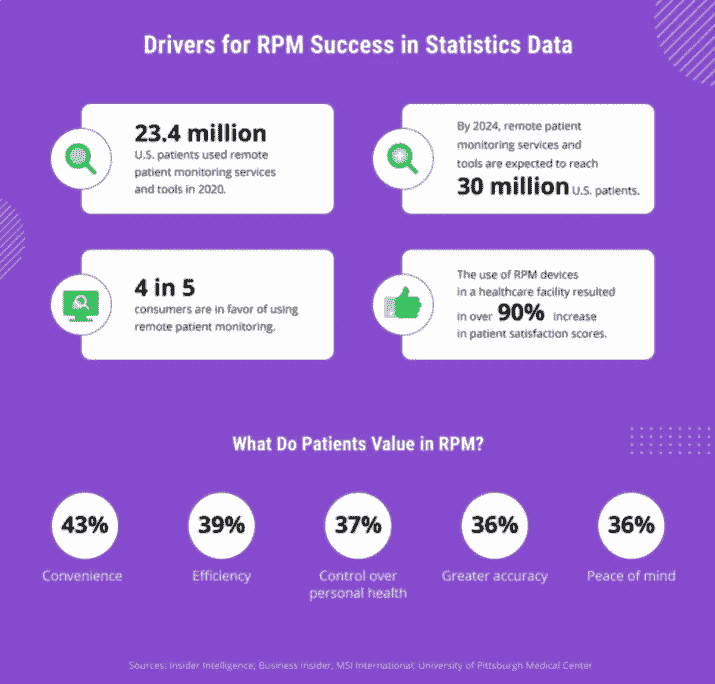 Drivers for RPM Success in Statistics Data
23.4 million
U.S. patients used remote
patient monitoring services
and tools in 2020.
By 2024, remote patient
monitoring services and
tools are expected to reach
30 million U.S. patients.
4 in 5
consumers are in favor of using
remote patient monitoring.
The use of RPM devices
in a healthcare facility resulted
in over 90% increase
in patient satisfaction scores.
What Do Patients Value in RPM?
43%
39%
37%
36%
36%
Convenience
Efficiency
Control over
personal health
Greater accuracy
Peace of mind
Sources: Insider Intelligence; Business Insider, MSI International; University of Pittsburgh Medical Center